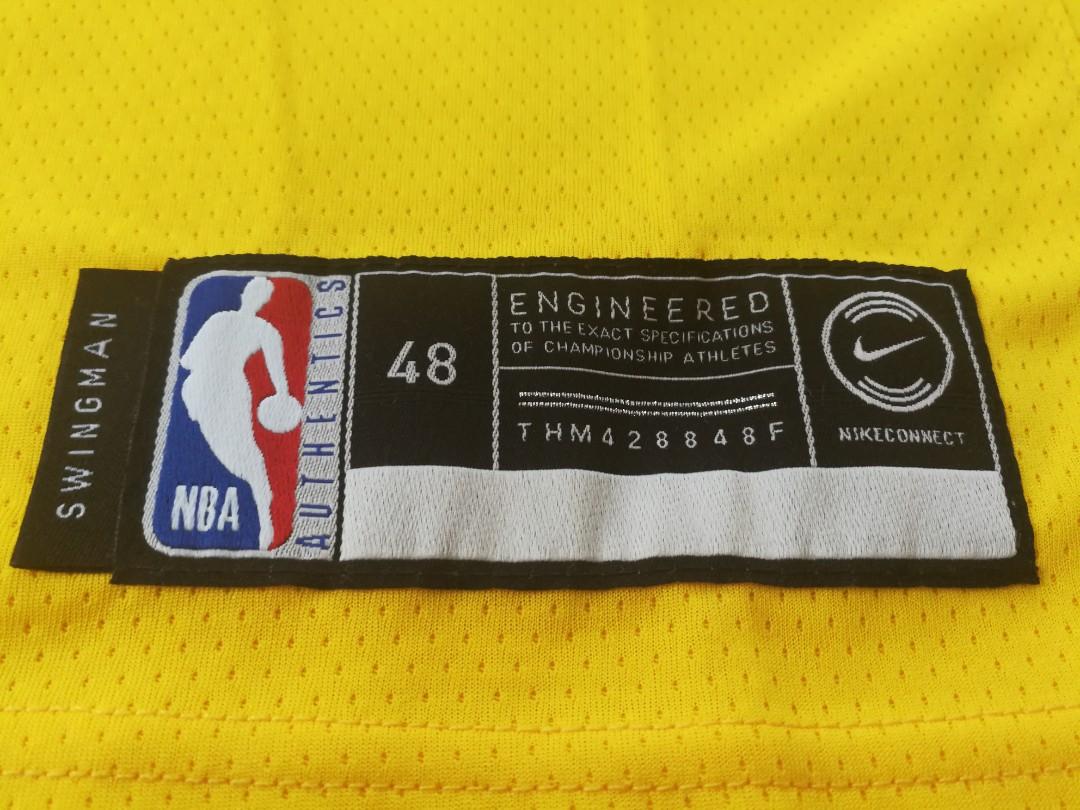 SWINGMAN
NBA
AUTHENTICS
48
ENGINEERED
TO THE EXACT SPECIFICATIONS
OF CHAMPIONSHIP ATHLETES
THM428848F
NIKECONNECT